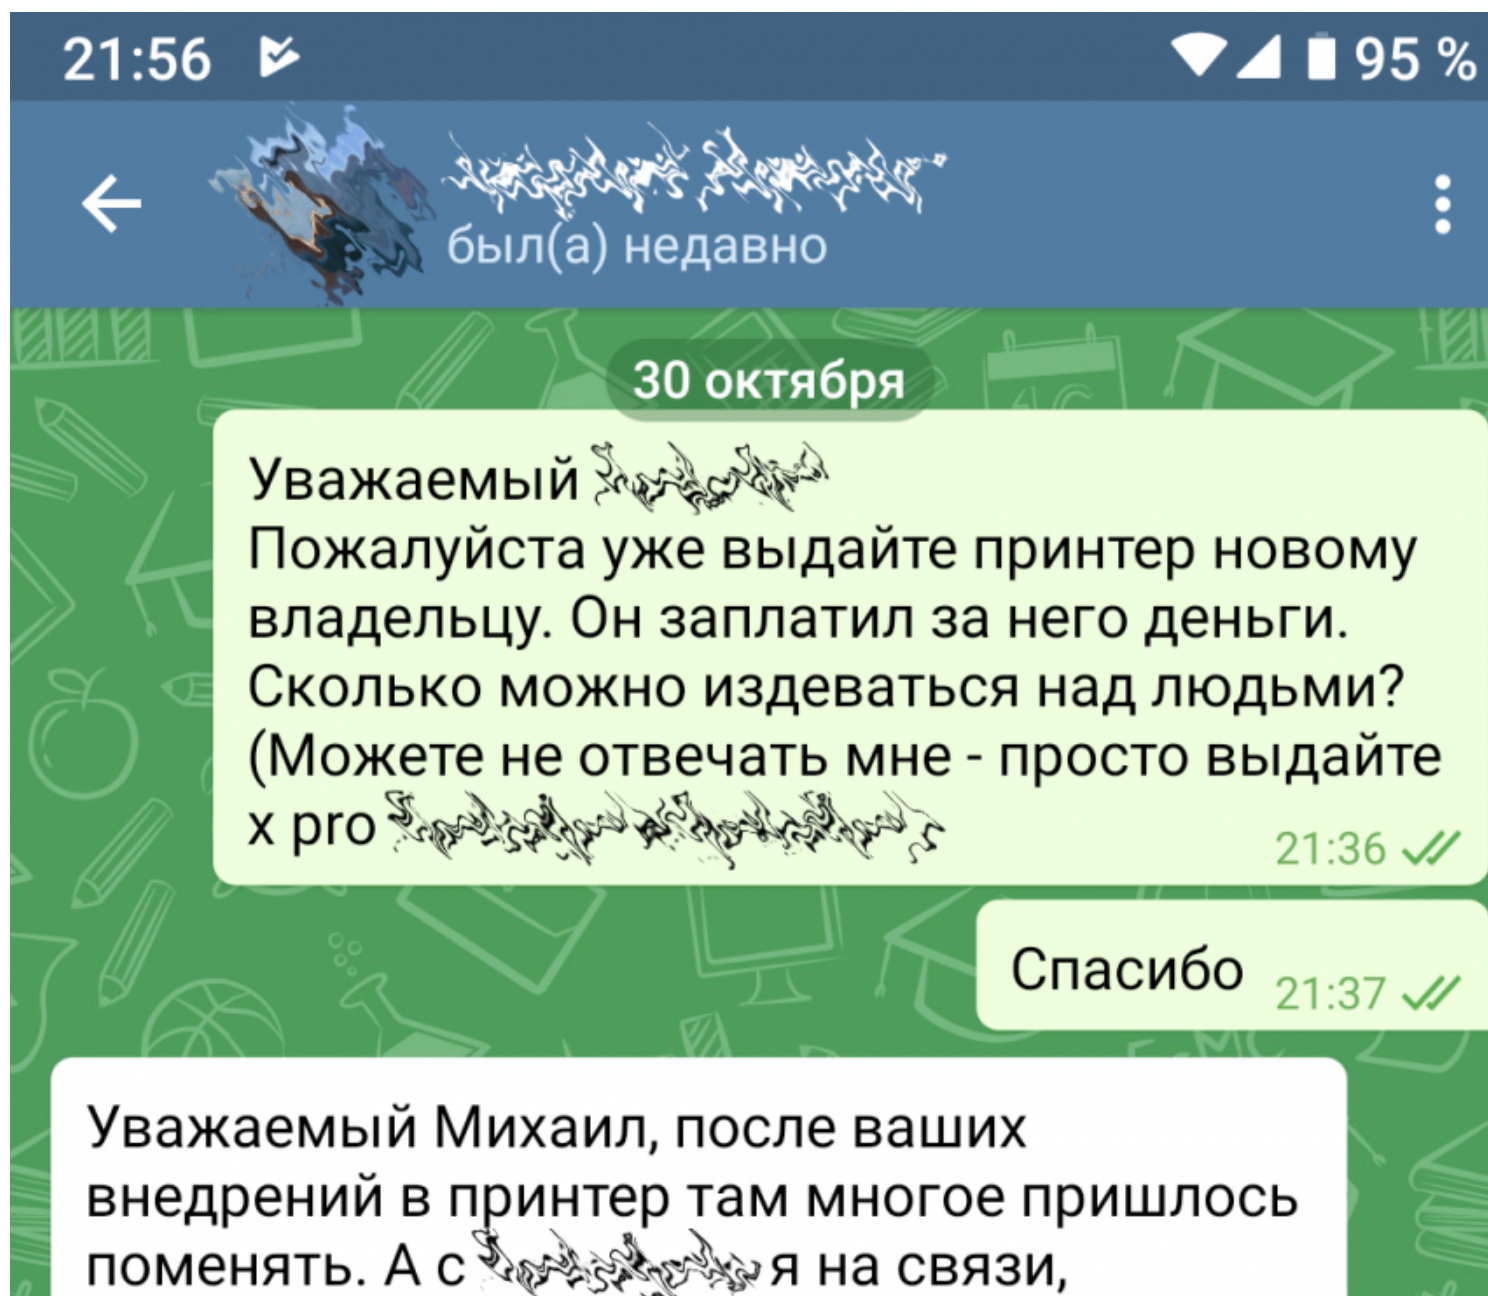 21:56 95 %
был(а) недавно
30 октября
Уважаемый
Пожалуйста уже выдайте принтер новому
владельцу. Он заплатил за него деньги.
Сколько можно издеваться над людьми?
(Можете не отвечать мне - просто выдайте
x pro
21:36
Спасибо 21:37
Уважаемый Михаил, после ваших
внедрений в принтер там многое пришлось
поменять. А с я на связи,